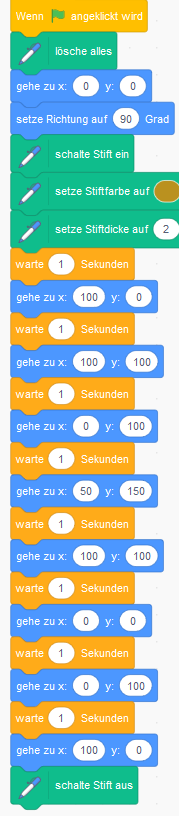 Wenn angeklickt wird
lösche alles
gehe zu x: 0 y: 0
setze Richtung auf 90 Grad
schalte Stift ein
setze Stiftfarbe auf
setze Stiftdicke auf 2
warte 1 Sekunden
gehe zu x: 100 y: 0
warte 1 Sekunden
gehe zu x: 100 y: 100
warte 1 Sekunden
gehe zu x: 0 y: 100
warte 1 Sekunden
gehe zu x: 50 y: 150
warte 1 Sekunden
gehe zu x: 100 y: 100
warte 1 Sekunden
gehe zu x: 0 y: 0
warte 1 Sekunden
gehe zu x: 0 y: 100
warte 1 Sekunden
gehe zu x: 100 y: 0
schalte Stift aus